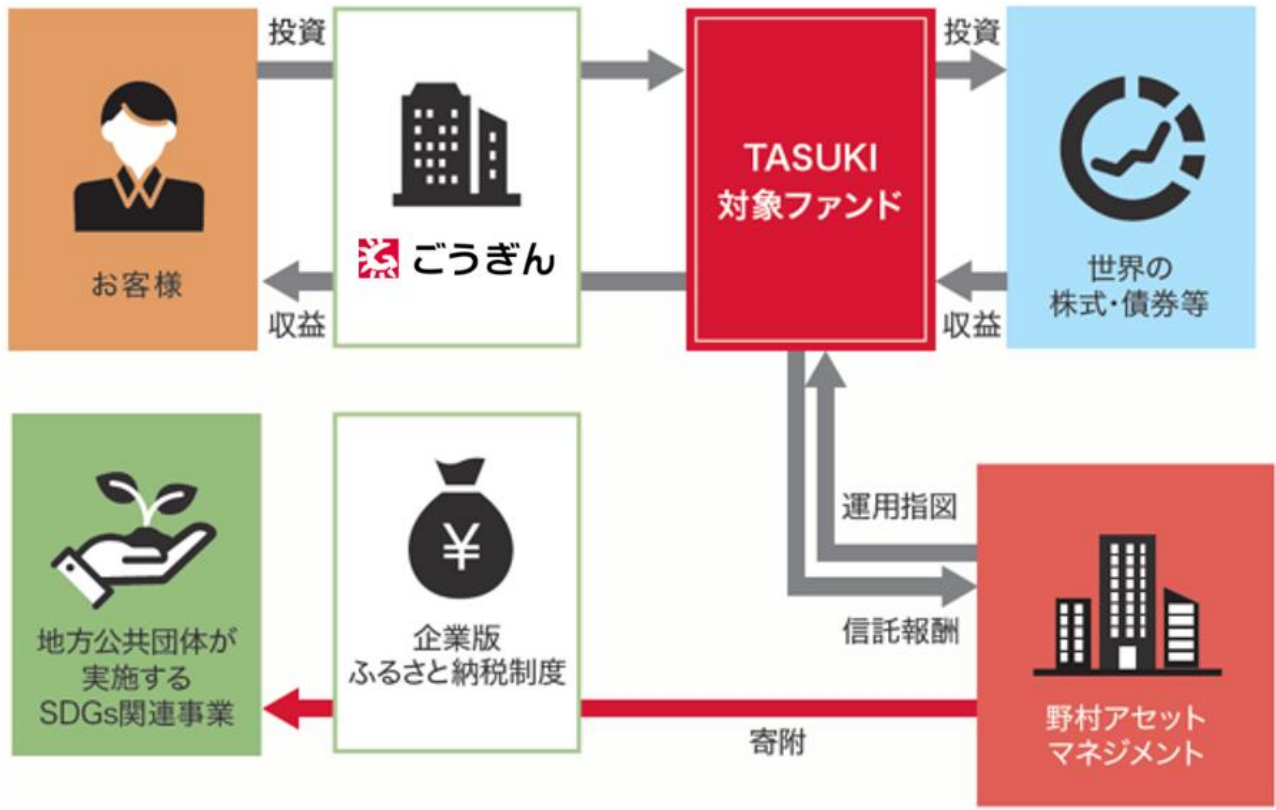 投資
投資
TASUKI
対象ファンド
ごうぎん
お客様
世界の
株式・債券等
収益
収益
運用指図
信託報酬
地方公共団体が
実施する
SDGs関連事業
¥
企業版
ふるさと納税制度
寄附
野村アセット
マネジメント